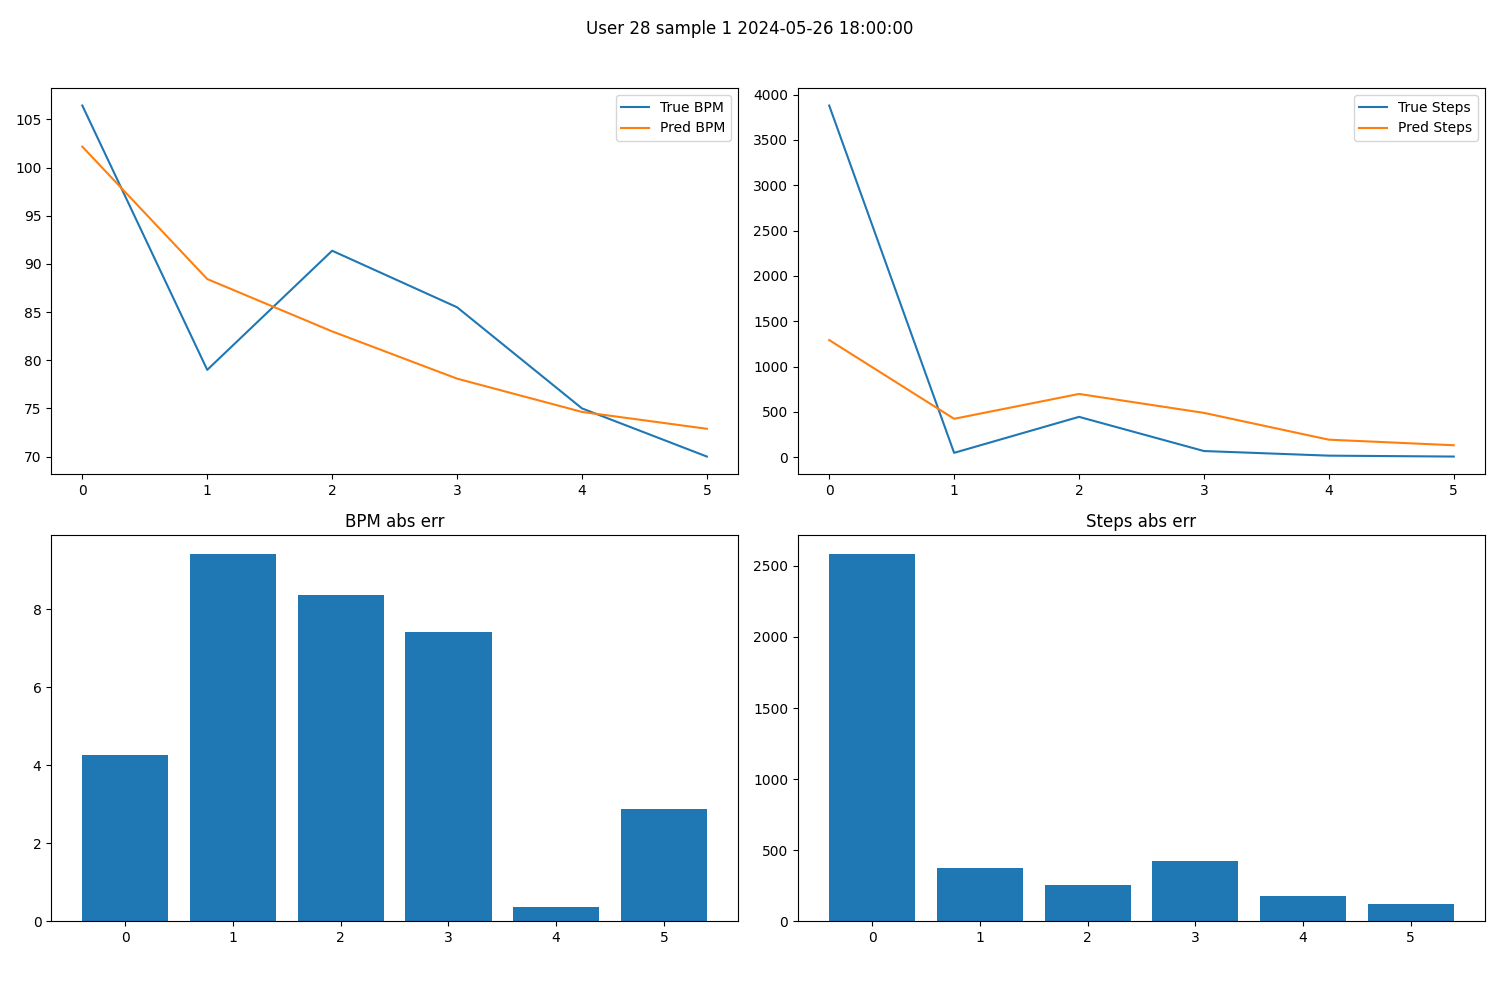 User 28 sample 1 2024-05-26 18:00:00
True BPM
Pred BPM
105
100
95
90
85
80
75
70
0 1 2 3 4 5
True Steps
Pred Steps
4000
3500
3000
2500
2000
1500
1000
500
0
0 1 2 3 4 5
BPM abs err
8
6
4
2
0
0 1 2 3 4 5
Steps abs err
2500
2000
1500
1000
500
0
0 1 2 3 4 5